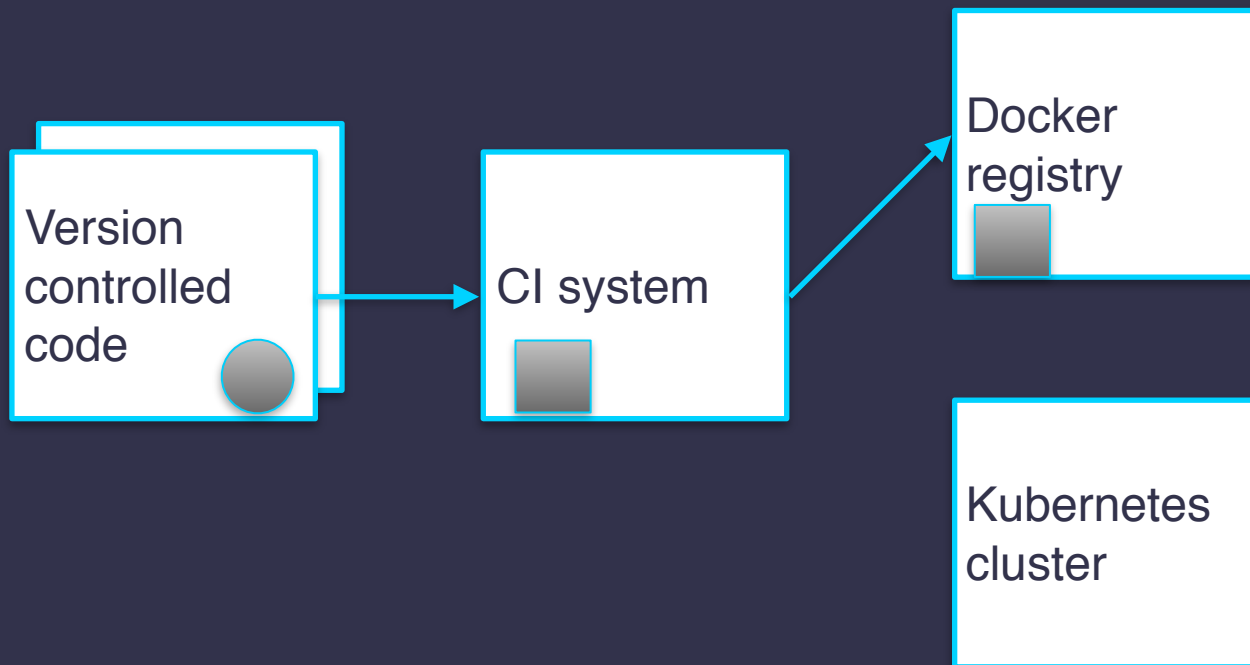 Version
controlled
code
CI system
Docker
registry
Kubernetes
cluster